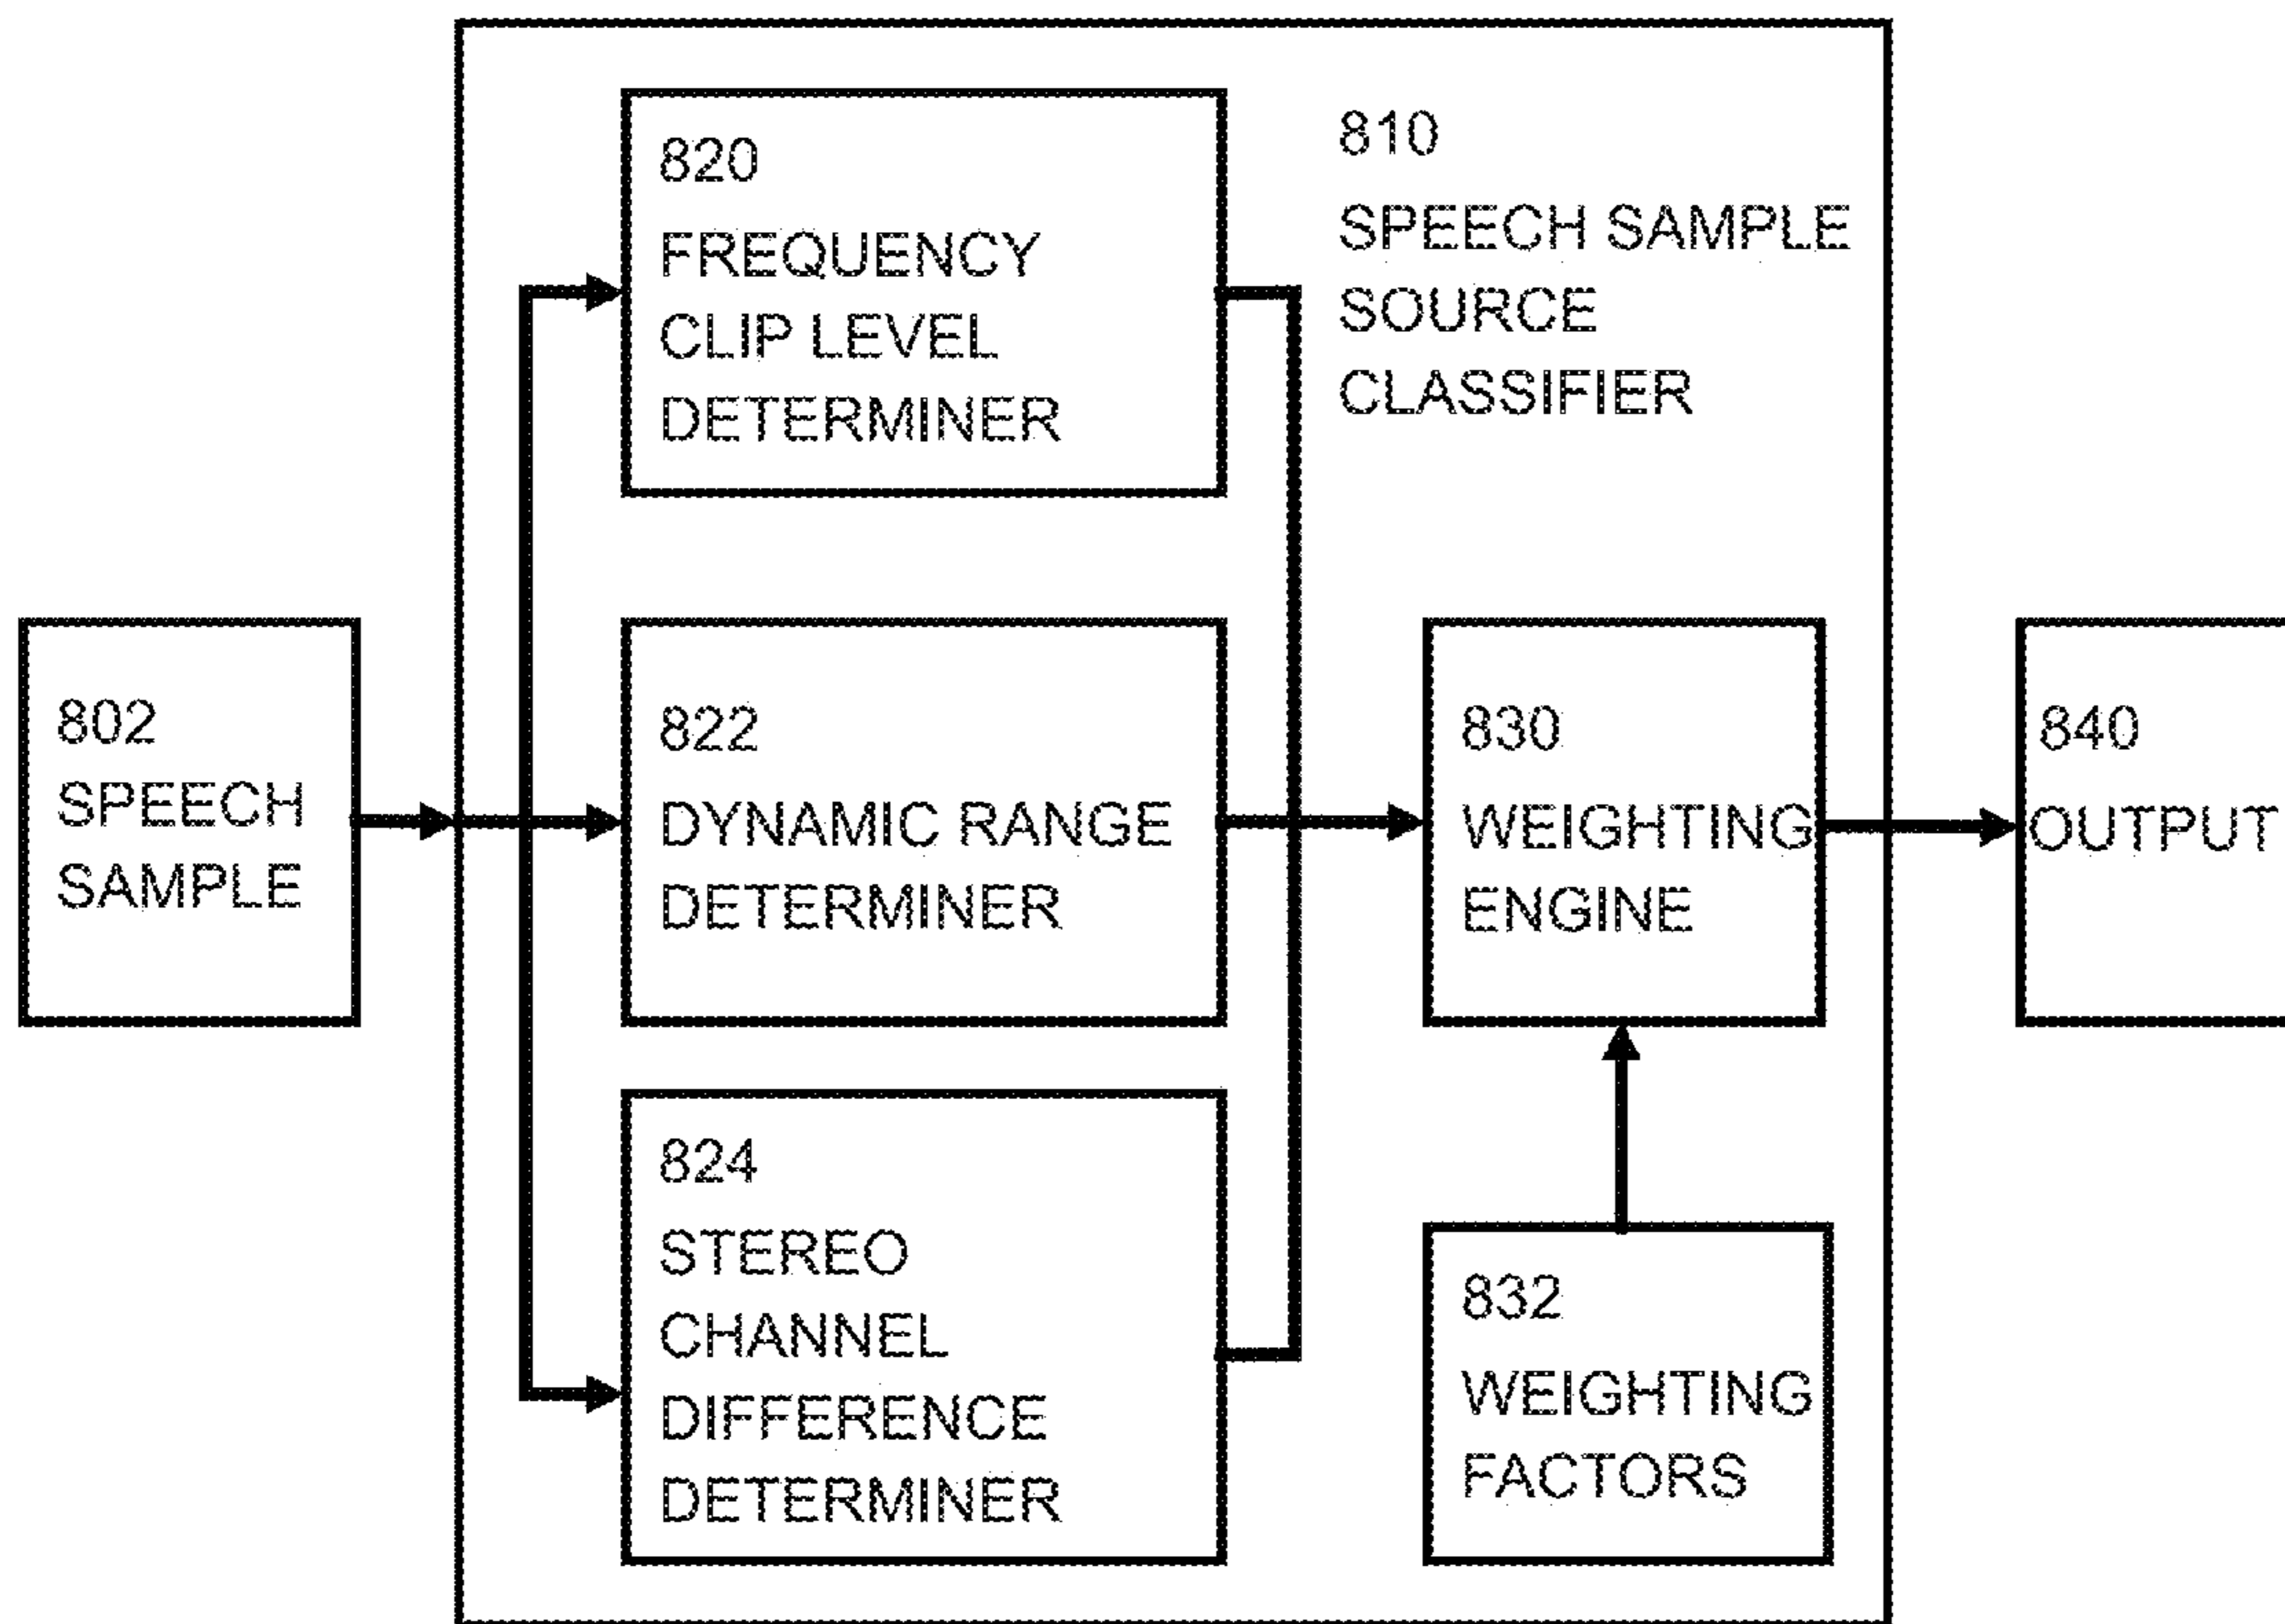 820
FREQUENCY
CLIP LEVEL
DETERMINER
810
SPEECH SAMPLE
SOURCE
CLASSIFIER
802
SPEECH
SAMPLE
822
DYNAMIC RANGE
DETERMINER
830
WEIGHTING
ENGINE
840
OUTPUT
824
STEREO
CHANNEL
DIFFERENCE
DETERMINER
832
WEIGHTING
FACTORS